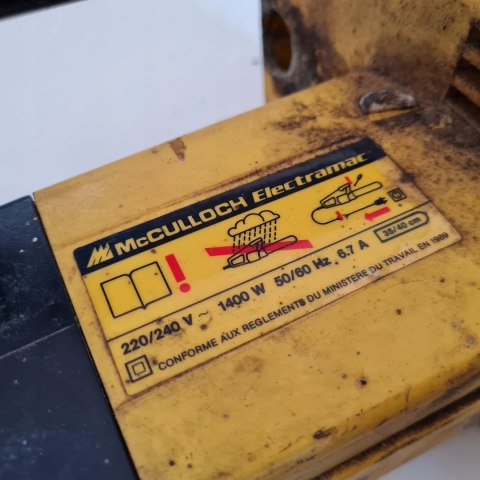 McCULLOCH Electramac
35/40 cm
220/240 V ~ 1400 W 50/60 Hz 6.7 A
CONFORME AUX REGLEMENTS DU MINISTERE DU TRAVAIL EN 1989